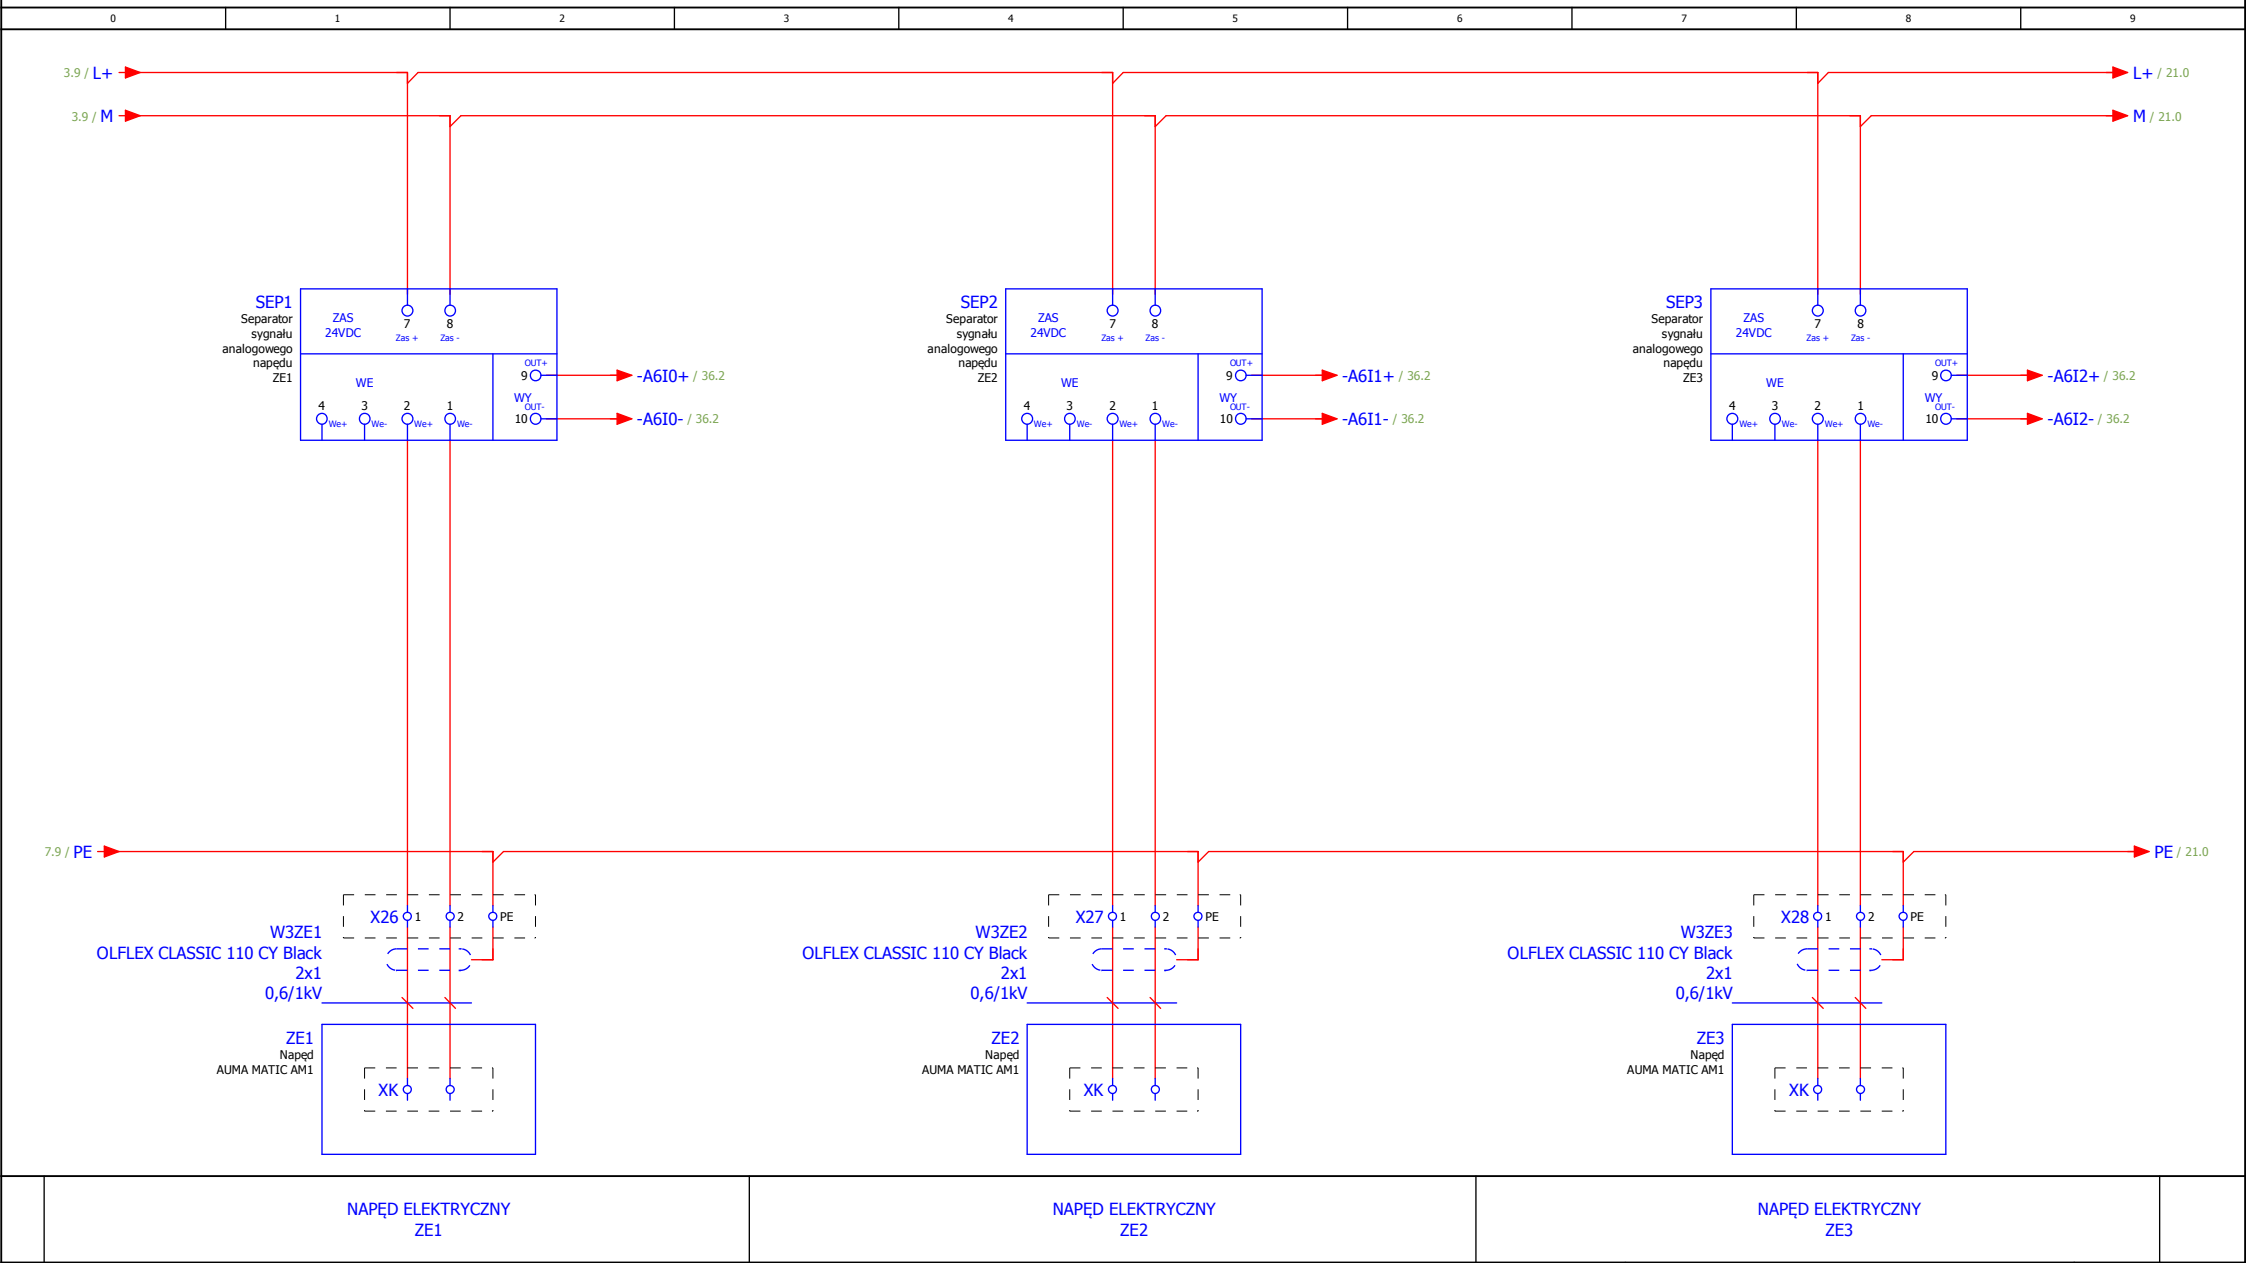 0 1 2 3 4 5 6 7 8 9
3.9 / L+
L+ / 21.0
3.9 / M
M / 21.0
SEP1
Separator
sygnału
analogowego
napędu
ZE1
ZAS
24VDC
7 8
Zas + Zas -
WE
4 3 2 1
We+ We- We+ We-
OUT+
9
WY
OUT-
10
-A6I0+ / 36.2
-A6I0- / 36.2
SEP2
Separator
sygnału
analogowego
napędu
ZE2
ZAS
24VDC
7 8
Zas + Zas -
WE
4 3 2 1
We+ We- We+ We-
OUT+
9
WY
OUT-
10
-A6I1+ / 36.2
-A6I1- / 36.2
SEP3
Separator
sygnału
analogowego
napędu
ZE3
ZAS
24VDC
7 8
Zas + Zas -
WE
4 3 2 1
We+ We- We+ We-
OUT+
9
WY
OUT-
10
-A6I2+ / 36.2
-A6I2- / 36.2
7.9 / PE
PE / 21.0
X26 1 2 PE
W3ZE1
OLFLEX CLASSIC 110 CY Black
2x1
0,6/1kV
ZE1
Napęd
AUMA MATIC AM1
XK
X27 1 2 PE
W3ZE2
OLFLEX CLASSIC 110 CY Black
2x1
0,6/1kV
ZE2
Napęd
AUMA MATIC AM1
XK
X28 1 2 PE
W3ZE3
OLFLEX CLASSIC 110 CY Black
2x1
0,6/1kV
ZE3
Napęd
AUMA MATIC AM1
XK
NAPĘD ELEKTRYCZNY
ZE1
NAPĘD ELEKTRYCZNY
ZE2
NAPĘD ELEKTRYCZNY
ZE3